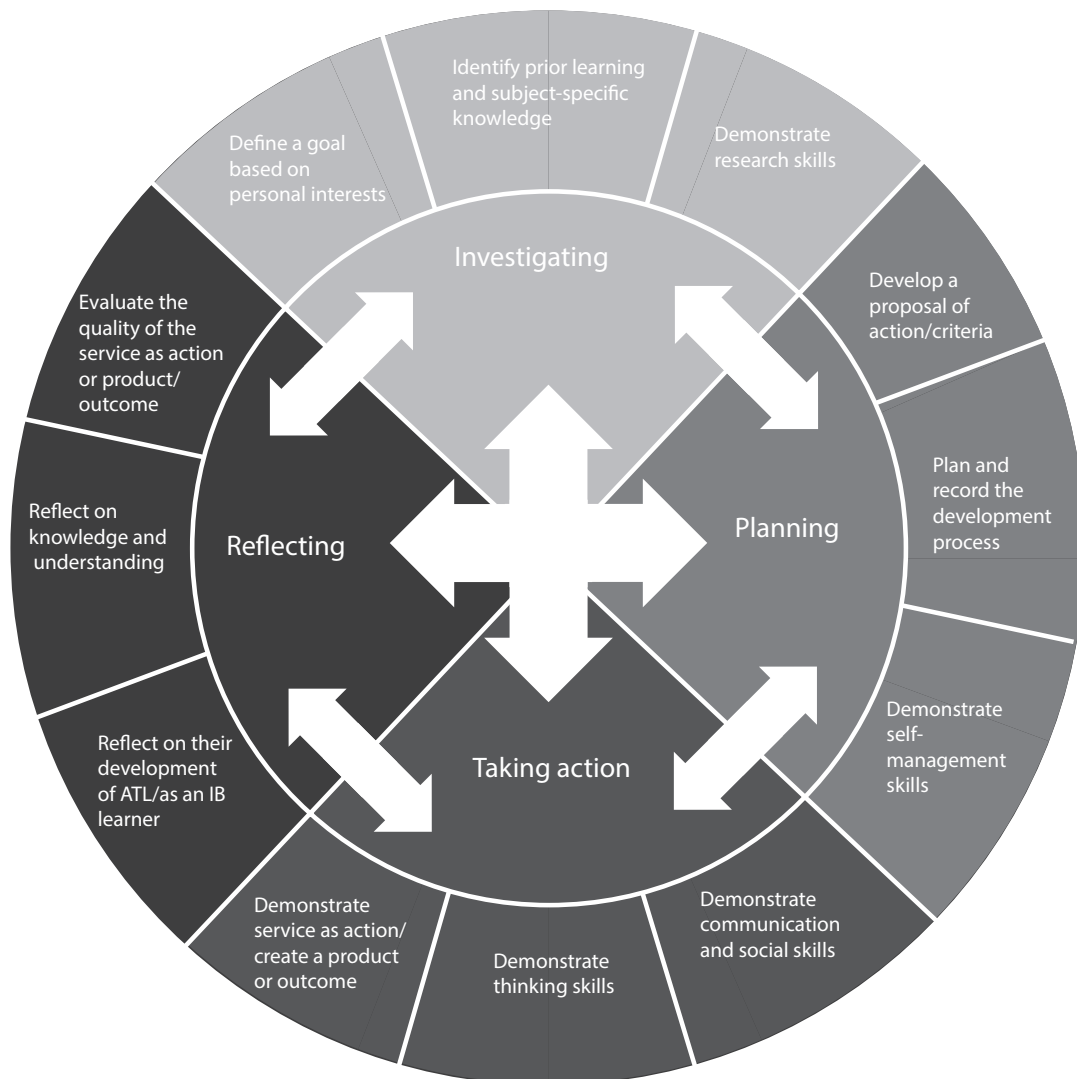 Identify prior learning
and subject-specific
knowledge
Define a goal
based on
personal interests
Demonstrate
research skills
Investigating
Develop a
proposal of
action/criteria
Evaluate the
quality of the
service as action
or product/
outcome
Plan and
record the
development
process
Planning
Reflect on
knowledge and
understanding
Reflecting
Demonstrate
self-
management
skills
Reflect on their
development
of ATL/as an IB
learner
Taking action
Demonstrate
service as action/
create a product
or outcome
Demonstrate
thinking skills
Demonstrate
communication
and social skills